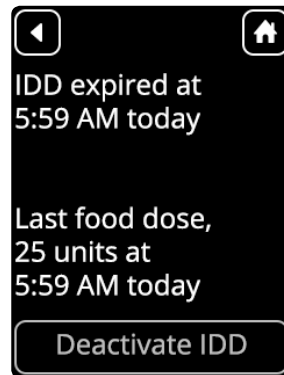 IDD expired at
5:59 AM today
Last food dose,
25 units at
5:59 AM today
Deactivate IDD